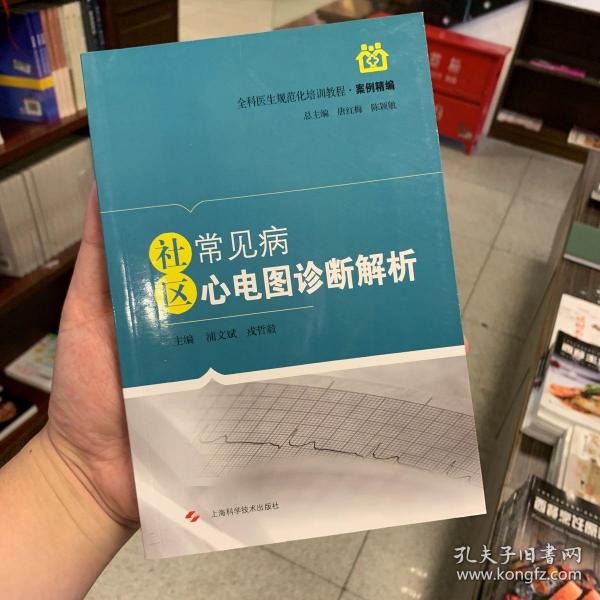 全科医生规范化培训教程·案例精编
总主编 唐红梅 陈颖敏
社区
常见病
心电图诊断解析
主编 浦文斌 戎哲毅
上海科学技术出版社
孔夫子旧书网
www.kongfz.com